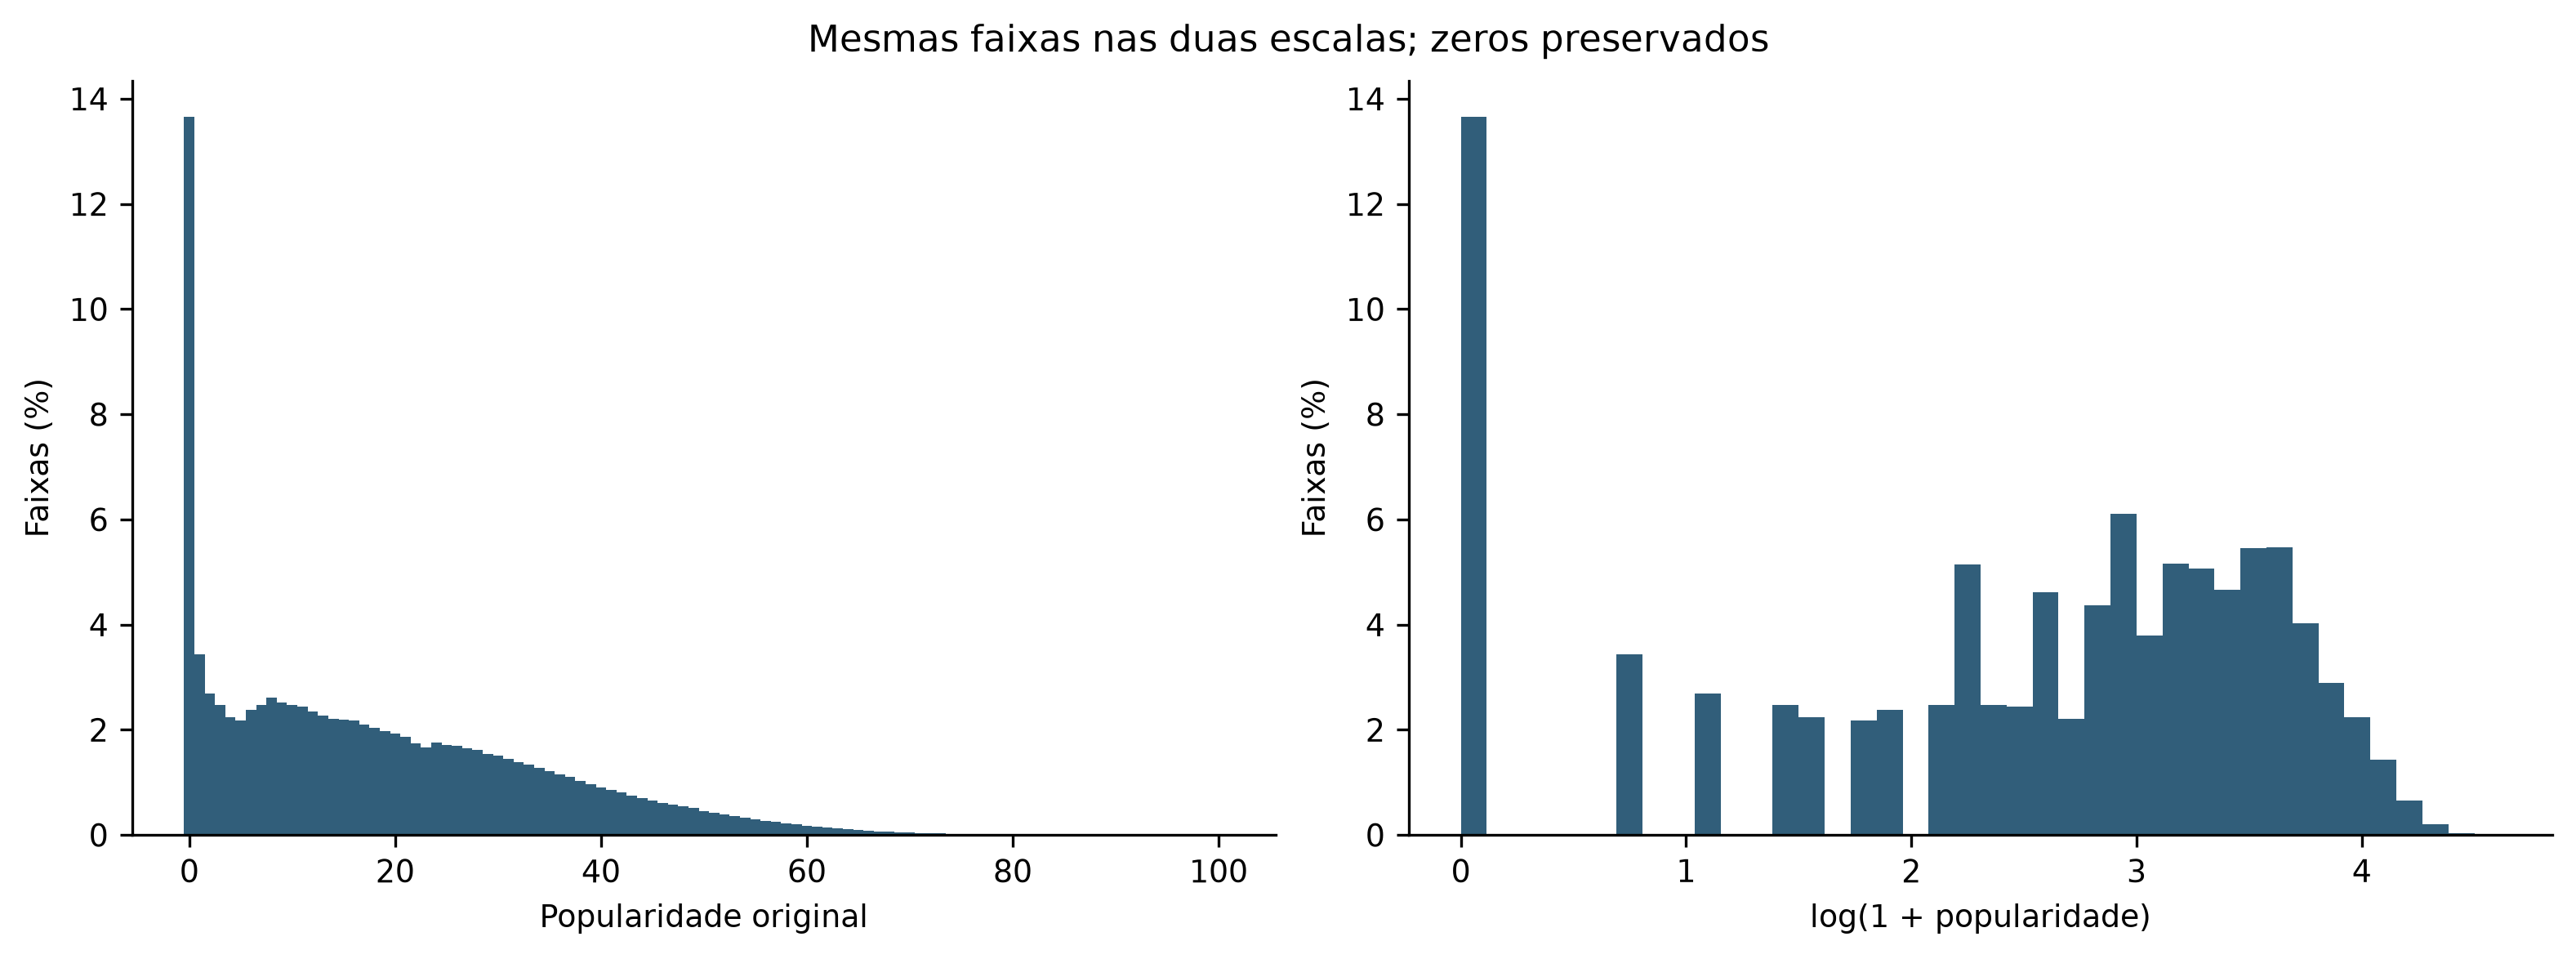 Mesmas faixas nas duas escalas; zeros preservados
Faixas (%)
14
12
10
8
6
4
2
0
0 20 40 60 80 100
Popularidade original
Faixas (%)
14
12
10
8
6
4
2
0
0 1 2 3 4
log(1 + popularidade)